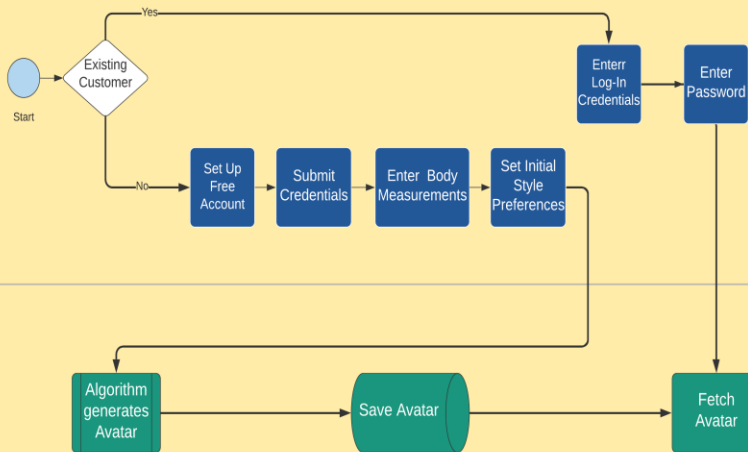 Yes
Existing
Customer
Start
Enterr
Log-In
Credentials
Enter
Password
No
Set Up
Free
Account
Submit
Credentials
Enter Body
Measurements
Set Initial
Style
Preferences
Algorithm
generates
Avatar
Save Avatar
Fetch
Avatar